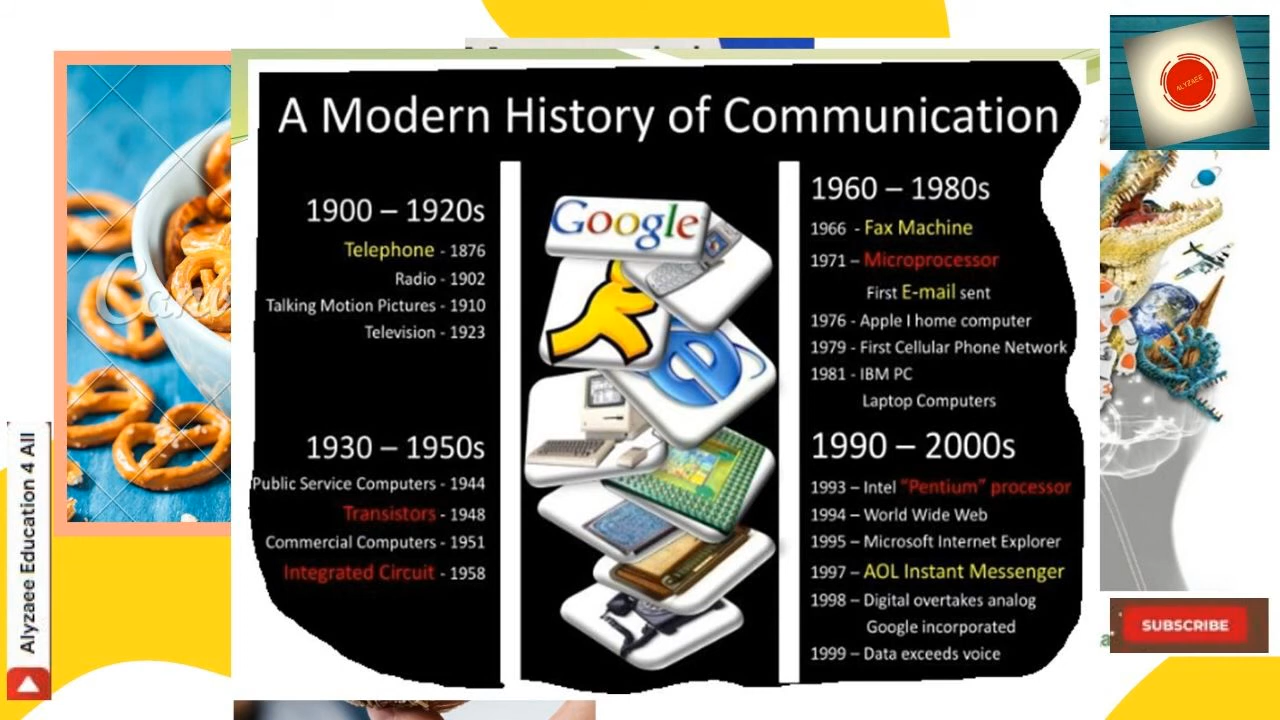 A Modern History of Communication
1900 – 1920s
Telephone - 1876
Radio - 1902
Talking Motion Pictures - 1910
Television - 1923
1930 – 1950s
Public Service Computers - 1944
Transistors - 1948
Commercial Computers - 1951
Integrated Circuit - 1958
Google
1960 – 1980s
1966 - Fax Machine
1971 – Microprocessor
First E-mail sent
1976 - Apple I home computer
1979 - First Cellular Phone Network
1981 - IBM PC
Laptop Computers
1990 – 2000s
1993 – Intel “Pentium” processor
1994 – World Wide Web
1995 – Microsoft Internet Explorer
1997 – AOL Instant Messenger
1998 – Digital overtakes analog
Google incorporated
1999 – Data exceeds voice
Alyzaee Education 4 All
ALYZAEE
SUBSCRIBE